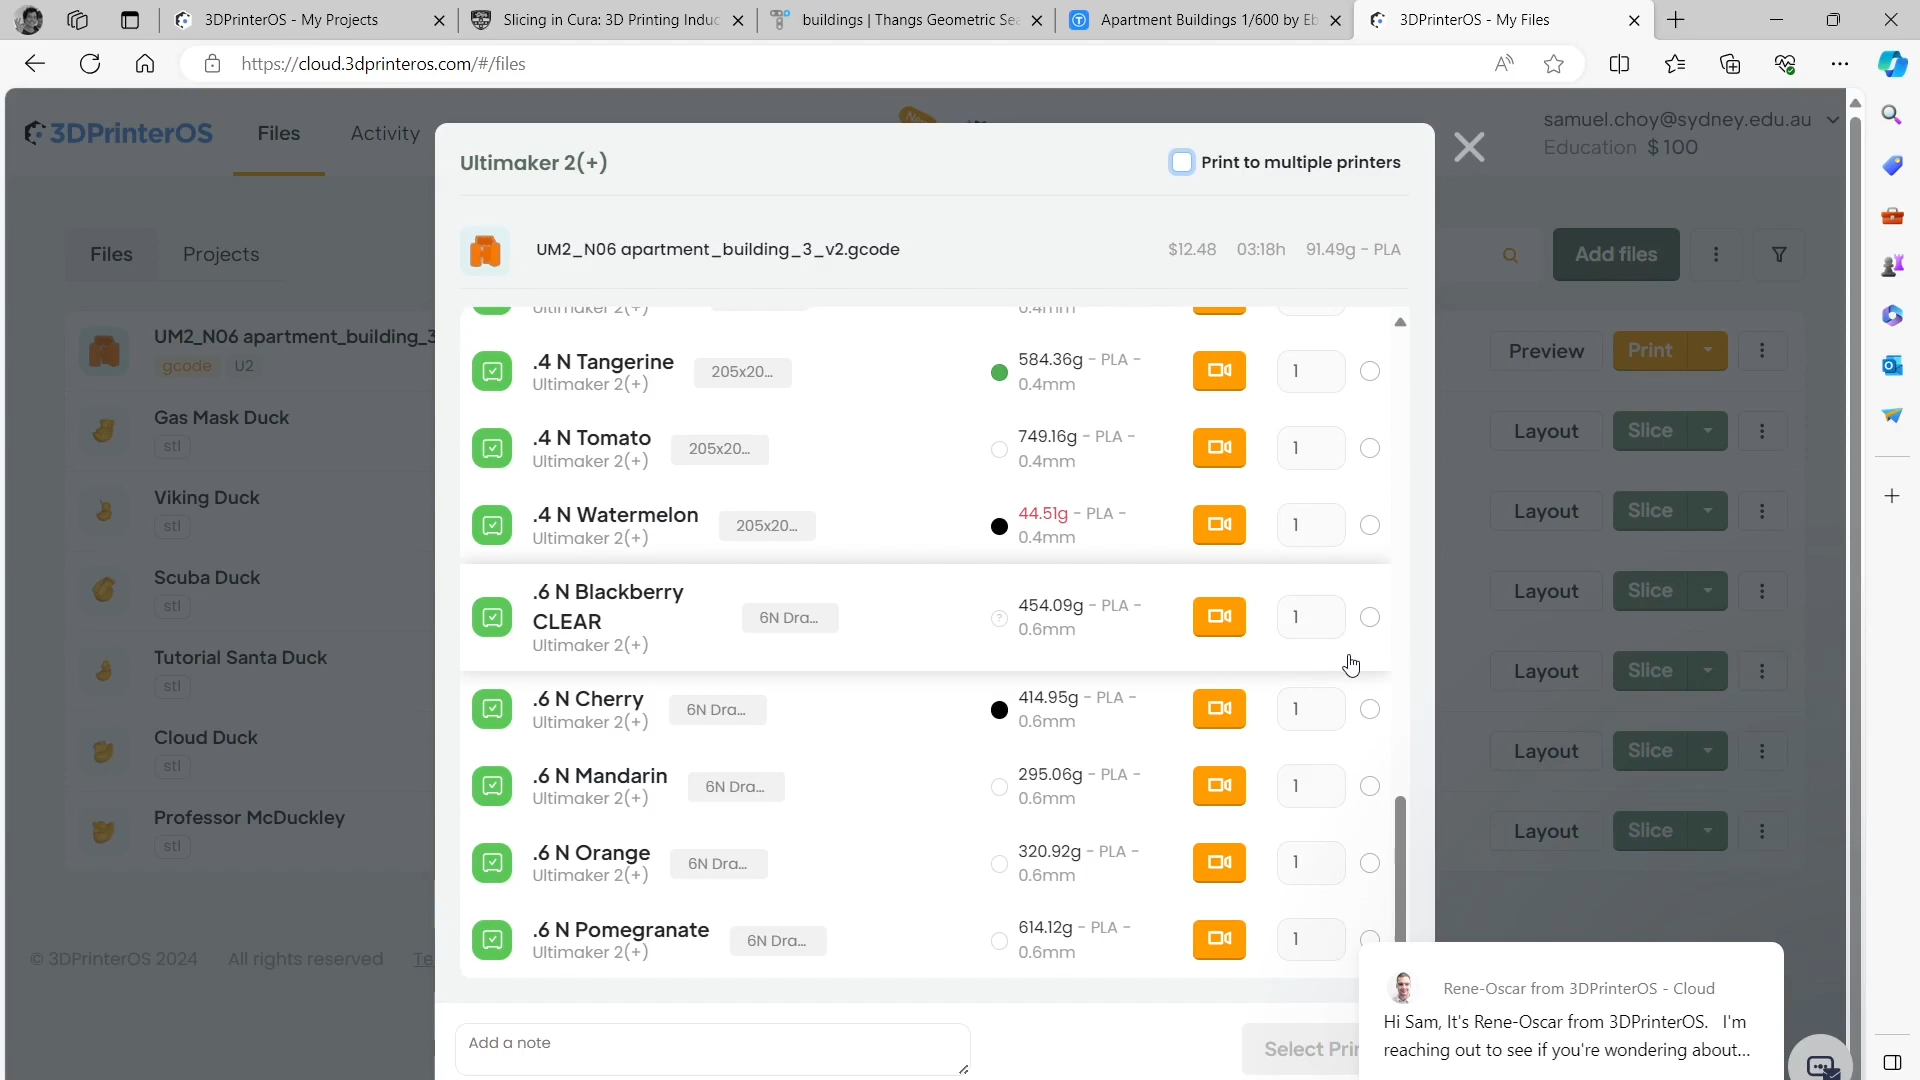 3DPrinterOS - My Projects
Slicing in Cura: 3D Printing Induc
buildings | Thangs Geometric Sea
Apartment Buildings 1/600 by Eb
3DPrinterOS - My Files
https://cloud.3dprinteros.com/#/files
3DPrinterOS
Files
Activity
samuel.choy@sydney.edu.au
Education $100
Ultimaker 2(+)
Print to multiple printers
UM2_N06 apartment_building_3_v2.gcode
$12.48 03:18h 91.49g - PLA
Files
Projects
Add files
UM2_N06 apartment_building_3
gcode U2
Preview
Print
Gas Mask Duck
stl
Layout
Slice
Viking Duck
stl
Layout
Slice
Scuba Duck
stl
Layout
Slice
Tutorial Santa Duck
stl
Layout
Slice
Cloud Duck
stl
Layout
Slice
Professor McDuckley
stl
Layout
Slice
Ultimaker 2(+)
0.4mm
.4 N Tangerine
Ultimaker 2(+)
205x20...
584.36g - PLA -
0.4mm
1
.4 N Tomato
Ultimaker 2(+)
205x20...
749.16g - PLA -
0.4mm
1
.4 N Watermelon
Ultimaker 2(+)
205x20...
44.51g - PLA -
0.4mm
1
.6 N Blackberry
CLEAR
Ultimaker 2(+)
6N Dra...
?
454.09g - PLA -
0.6mm
1
.6 N Cherry
Ultimaker 2(+)
6N Dra...
414.95g - PLA -
0.6mm
1
.6 N Mandarin
Ultimaker 2(+)
6N Dra...
295.06g - PLA -
0.6mm
1
.6 N Orange
Ultimaker 2(+)
6N Dra...
320.92g - PLA -
0.6mm
1
.6 N Pomegranate
Ultimaker 2(+)
6N Dra...
614.12g - PLA -
0.6mm
1
© 3DPrinterOS 2024 All rights reserved Te
Add a note
Select Prin
Rene-Oscar from 3DPrinterOS - Cloud
Hi Sam, It's Rene-Oscar from 3DPrinterOS. I'm
reaching out to see if you're wondering about...